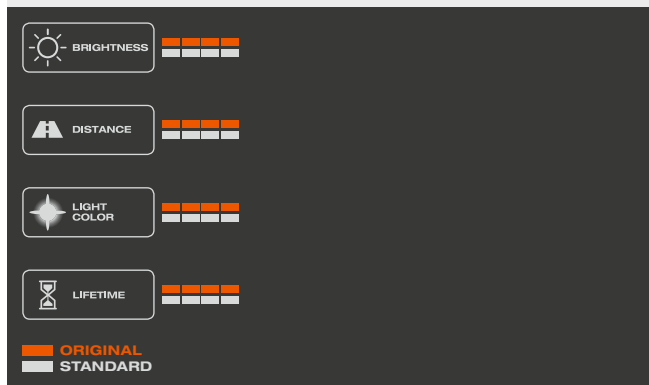 BRIGHTNESS
DISTANCE
LIGHT
COLOR
LIFETIME
ORIGINAL
STANDARD